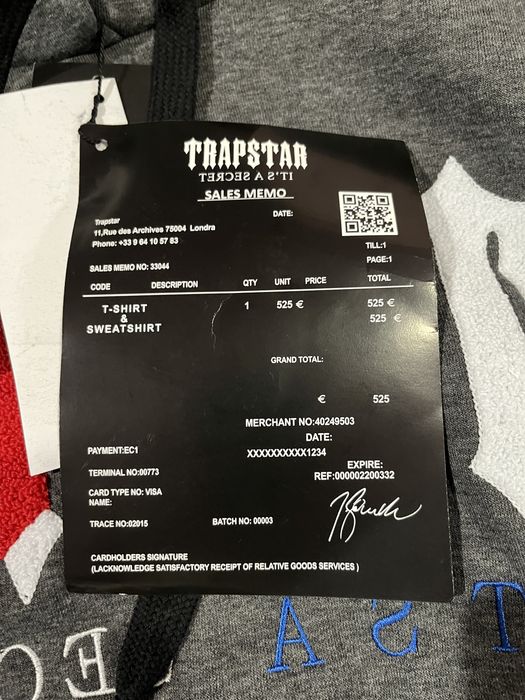 TRAPSTAR
IT'S A SECRET
SALES MEMO
DATE:
Trapstar
11,Rue des Archives 75004 Londra
Phone: +33 9 64 10 57 83
TILL:1
PAGE:1
SALES MEMO NO: 33044
CODE DESCRIPTION QTY UNIT PRICE TOTAL
T-SHIRT 1 525 € 525 €
& 525 €
SWEATSHIRT
GRAND TOTAL:
€ 525
MERCHANT NO:40249503
DATE:
PAYMENT:EC1 XXXXXXXXXX1234
EXPIRE:
TERMINAL NO:00773 REF:000002200332
CARD TYPE NO: VISA
NAME:
TRACE NO:02015 BATCH NO: 00003
CARDHOLDERS SIGNATURE
(LACKNOWLEDGE SATISFACTORY RECEIPT OF RELATIVE GOODS SERVICES )
T S A
E C